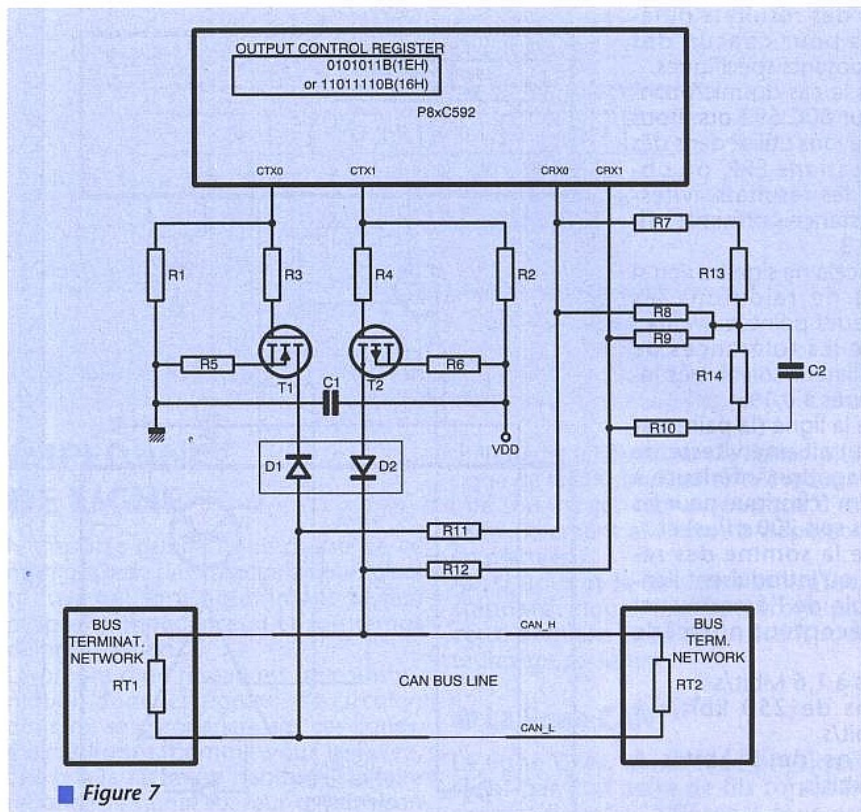 OUTPUT CONTROL REGISTER
0101011B(1EH)
or 11011110B(16H)
P8xC592
CTX0
CTX1
CRX0
CRX1
R1
R3
R4
R2
R7
R13
R8
R9
R5
T1
T2
R6
R14
C2
C1
R10
VDD
D1
D2
R11
R12
BUS
TERMINAT.
NETWORK
RT1
CAN_H
CAN BUS LINE
CAN_L
BUS
TERM.
NETWORK
RT2
Figure 7